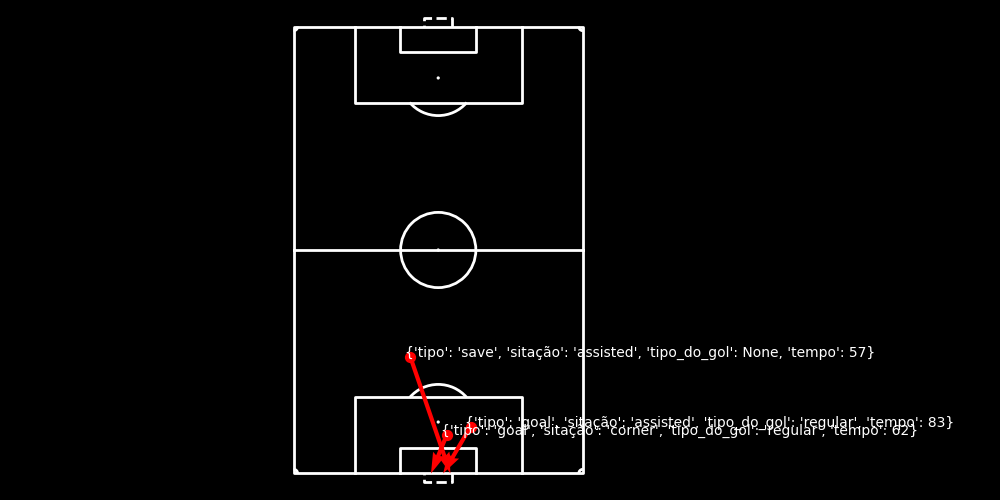 {'tipo': 'save', 'sitação': 'assisted', 'tipo_do_gol': None, 'tempo': 57}
{'tipo': 'goal', 'sitação': 'assisted', 'tipo_do_gol': 'regular', 'tempo': 83}
{'tipo': 'goal', 'sitação': 'corner', 'tipo_do_gol': 'regular', 'tempo': 62}